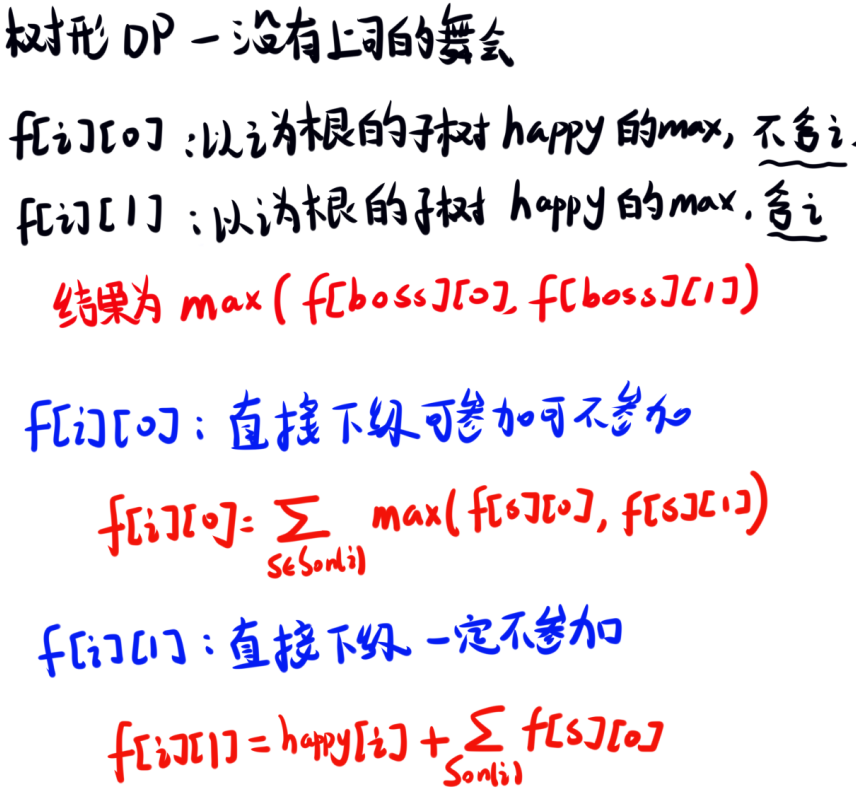 树形 DP - 没有上司的舞会
f[i][0] : 以i为根的子树 happy 的max, 不含i.
f[i][1] : 以i为根的子树 happy 的max. 含i
结果为 max( f[boss][0], f[boss][1])
f[i][0] : 直接下级可参加可不参加
f[i][0]= ∑ max( f[s][0], f[s][1])
s∈Son(i)
f[i][1] : 直接下级 一定不参加
f[i][1] = happy[i] + ∑ f[s][0]
Son(i)